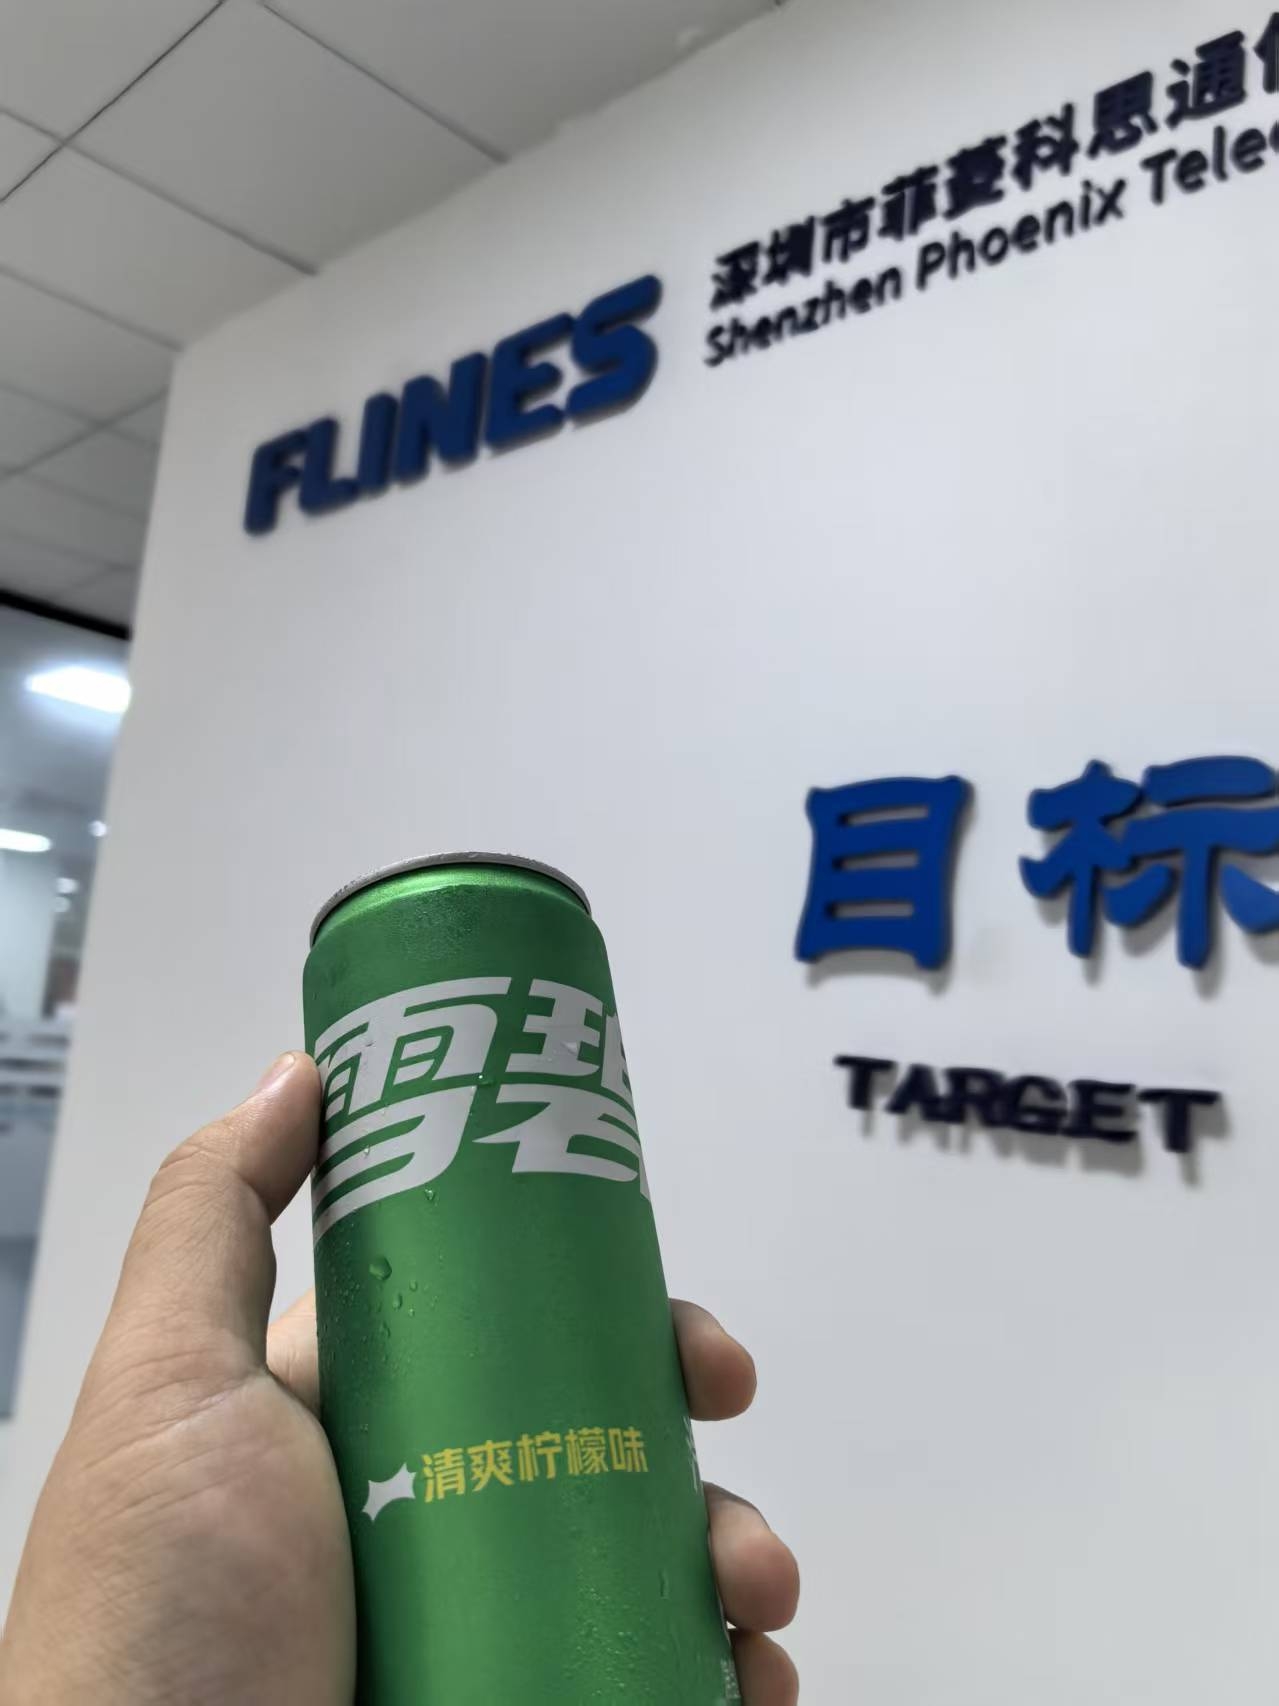 深圳市菲菱科思通信
Shenzhen Phoenix Telec
FLINES
目标
TARGET
雪碧
清爽柠檬味